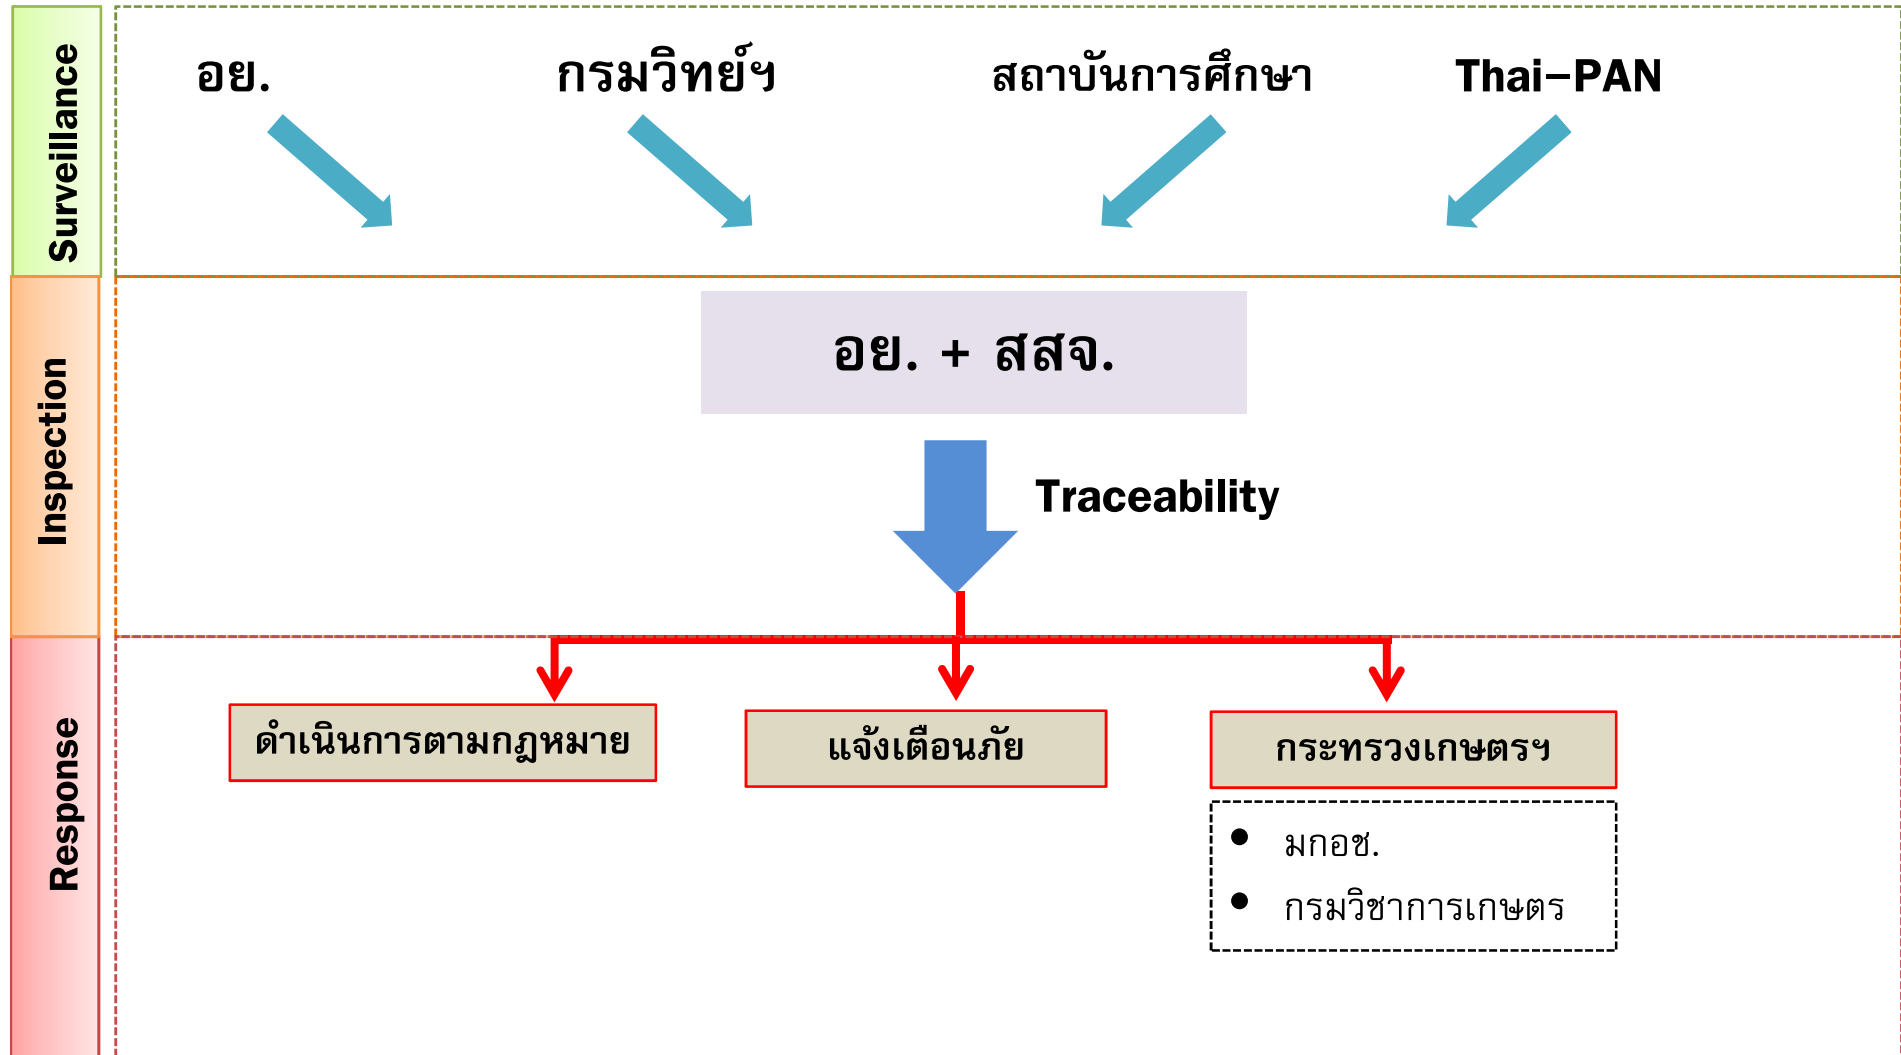 Surveillance
อย.
กรมวิทย์ฯ
สถาบันการศึกษา
Thai-PAN
Inspection
อย. + สสจ.
Traceability
Response
ดำเนินการตามกฎหมาย
แจ้งเตือนภัย
กระทรวงเกษตรฯ
• มกอช.
• กรมวิชาการเกษตร